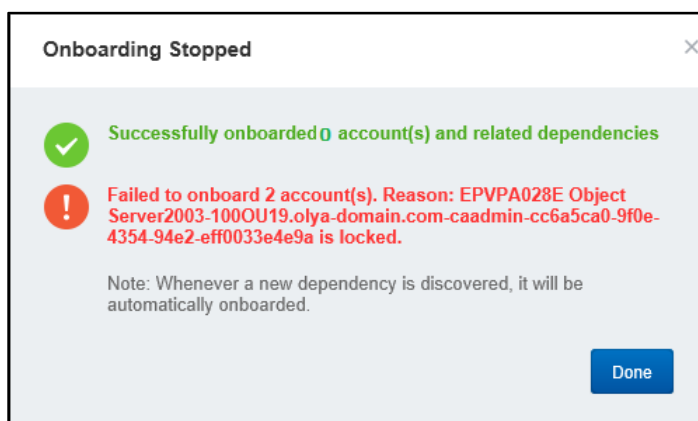 Onboarding Stopped
Successfully onboarded 0 account(s) and related dependencies
Failed to onboard 2 account(s). Reason: EPVPA028E Object
Server2003-100OU19.olya-domain.com-caadmin-cc6a5ca0-9f0e-
4354-94e2-eff0033e4e9a is locked.
Note: Whenever a new dependency is discovered, it will be
automatically onboarded.
Done